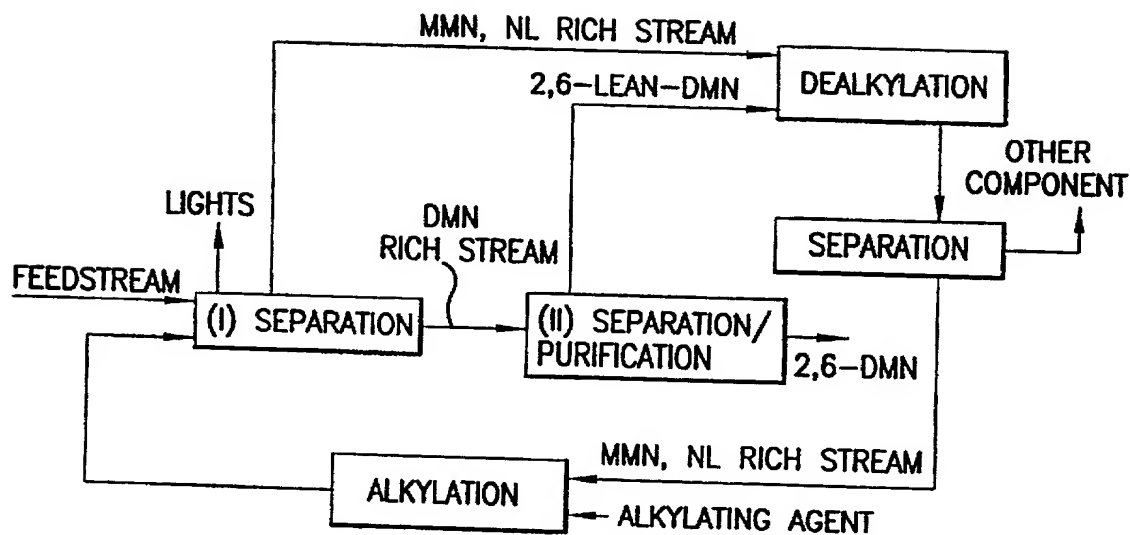 MMN, NL RICH STREAM
DEALKYLATION
2,6-LEAN-DMN
OTHER
COMPONENT
LIGHTS
DMN
RICH STREAM
SEPARATION
FEEDSTREAM
(I) SEPARATION
(II) SEPARATION/
PURIFICATION
2,6-DMN
MMN, NL RICH STREAM
ALKYLATION
ALKYLATING AGENT